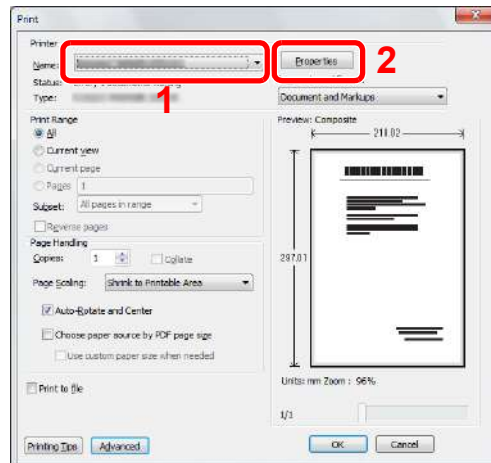 Print
Printer
Name:
Properties
2
Status:
1
Type:
Document and Markups
Print Range
Preview: Composite
All
210.02
Current view
Current page
Pages 1
Subset: All pages in range
Reverse pages
Page Handling
Copies: 1 Collate
297.01
Page Scaling: Shrink to Printable Area
Auto-Rotate and Center
Choose paper source by PDF page size
Use custom paper size when needed
Print to file
Units: mm Zoom : 96%
1/1
Printing Tips Advanced OK Cancel